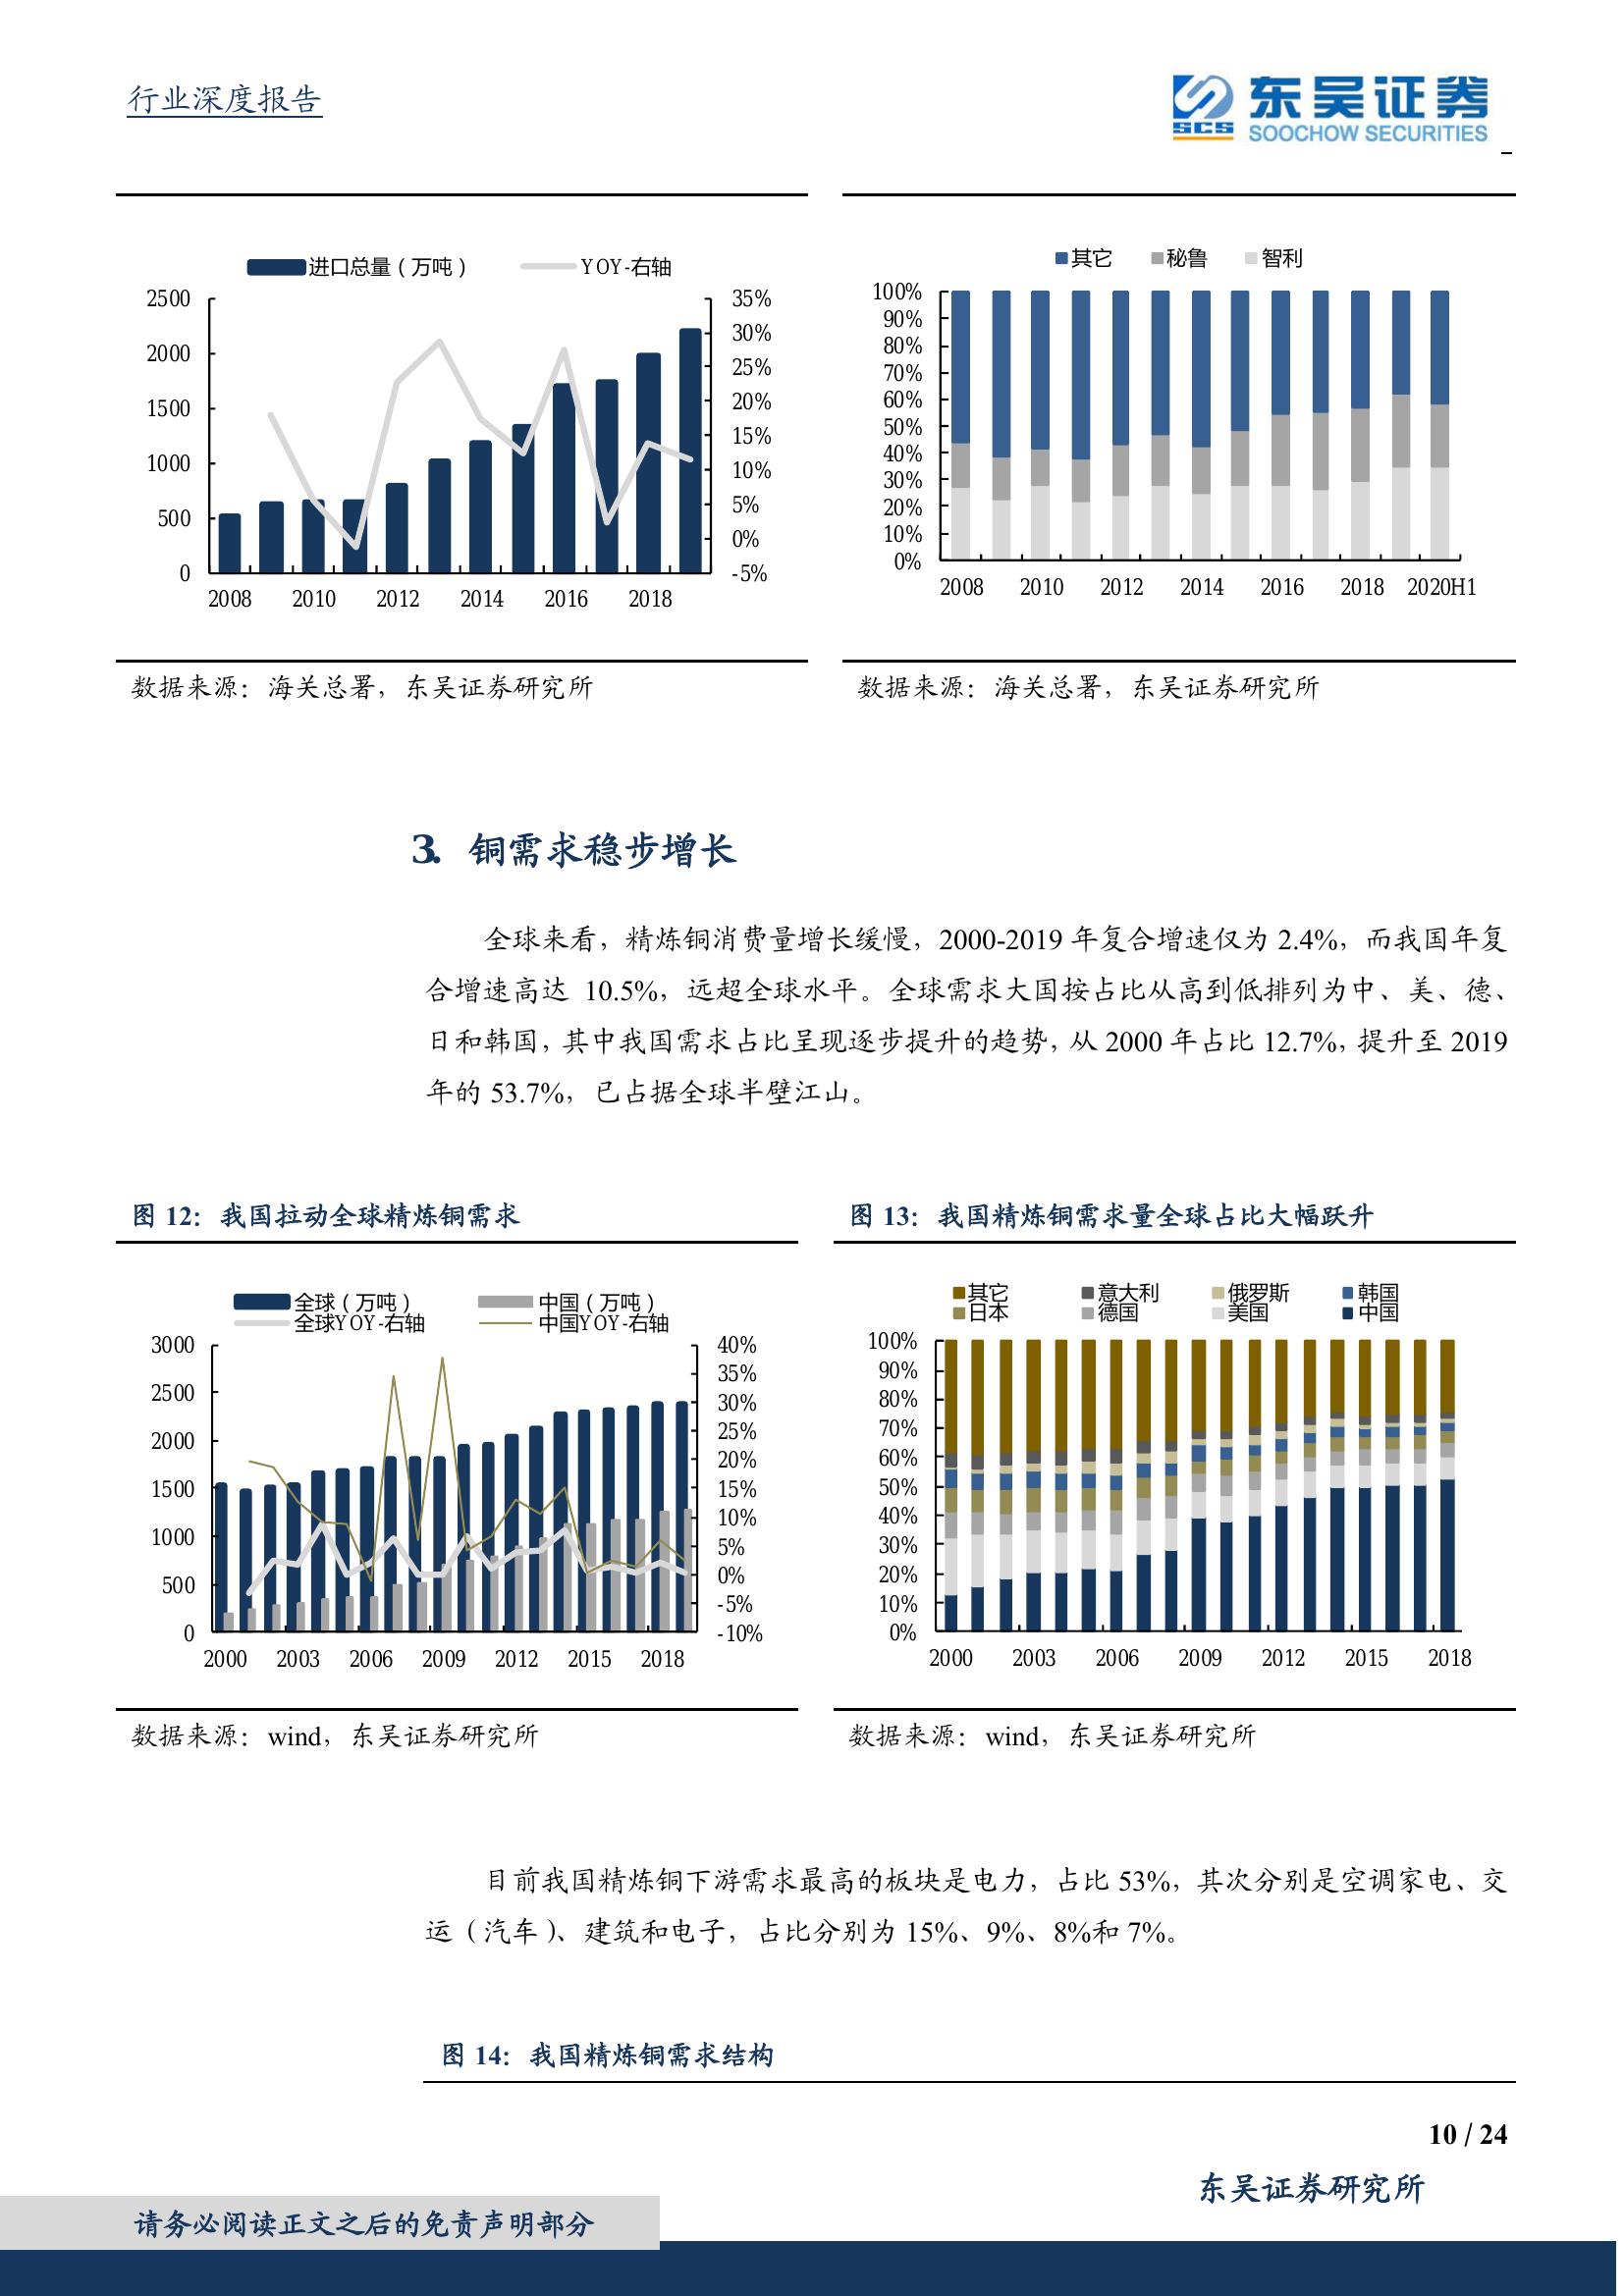 行业深度报告
SCS
东吴证券
SOOCHOW SECURITIES
进口总量（万吨） YOY-右轴
2500
2000
1500
1000
500
0
35%
30%
25%
20%
15%
10%
5%
0%
-5%
2008 2010 2012 2014 2016 2018
其它 秘鲁 智利
100%
90%
80%
70%
60%
50%
40%
30%
20%
10%
0%
2008 2010 2012 2014 2016 2018 2020H1
数据来源：海关总署，东吴证券研究所
数据来源：海关总署，东吴证券研究所
3. 铜需求稳步增长
全球来看，精炼铜消费量增长缓慢，2000-2019 年复合增速仅为 2.4%，而我国年复
合增速高达 10.5%，远超全球水平。全球需求大国按占比从高到低排列为中、美、德、
日和韩国，其中我国需求占比呈现逐步提升的趋势，从 2000 年占比 12.7%，提升至 2019
年的 53.7%，已占据全球半壁江山。
图 12：我国拉动全球精炼铜需求
图 13：我国精炼铜需求量全球占比大幅跃升
全球（万吨） 中国（万吨）
全球YOY-右轴 中国YOY-右轴
3000
2500
2000
1500
1000
500
0
40%
35%
30%
25%
20%
15%
10%
5%
0%
-5%
-10%
2000 2003 2006 2009 2012 2015 2018
其它 意大利 俄罗斯 韩国
日本 德国 美国 中国
100%
90%
80%
70%
60%
50%
40%
30%
20%
10%
0%
2000 2003 2006 2009 2012 2015 2018
数据来源：wind，东吴证券研究所
数据来源：wind，东吴证券研究所
目前我国精炼铜下游需求最高的板块是电力，占比 53%，其次分别是空调家电、交
运（汽车）、建筑和电子，占比分别为 15%、9%、8%和 7%。
图 14：我国精炼铜需求结构
10 / 24
东吴证券研究所
请务必阅读正文之后的免责声明部分